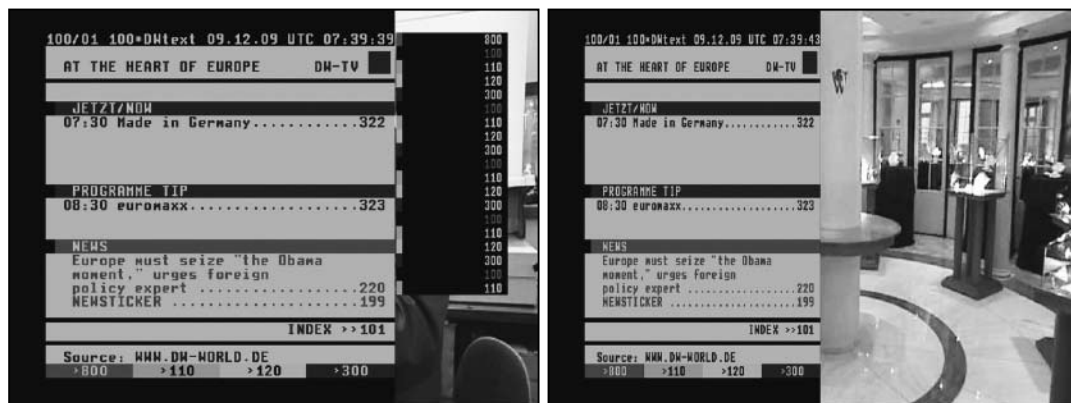 100/01 100*DWtext 09.12.09 UTC 07:39:39
AT THE HEART OF EUROPE DW-TV
JETZT/NOW
07:30 Made in Germany............322
PROGRAMME TIP
08:30 euromaxx...................323
NEWS
Europe must seize "the Obama
moment," urges foreign
policy expert ...................220
NEWSTICKER ......................199
INDEX >>101
Source: WWW.DW-WORLD.DE
>800 >110 >120 >300
800
100
110
120
300
100
110
120
300
100
110
120
300
100
110
120
300
100
110
100/01 100*DWtext 09.12.09 UTC 07:39:43
AT THE HEART OF EUROPE DW-TV
JETZT/NOW
07:30 Made in Germany............322
PROGRAMME TIP
08:30 euromaxx...................323
NEWS
Europe must seize "the Obama
moment," urges foreign
policy expert ...................220
NEWSTICKER ......................199
INDEX >>101
Source: WWW.DW-WORLD.DE
>800 >110 >120 >300